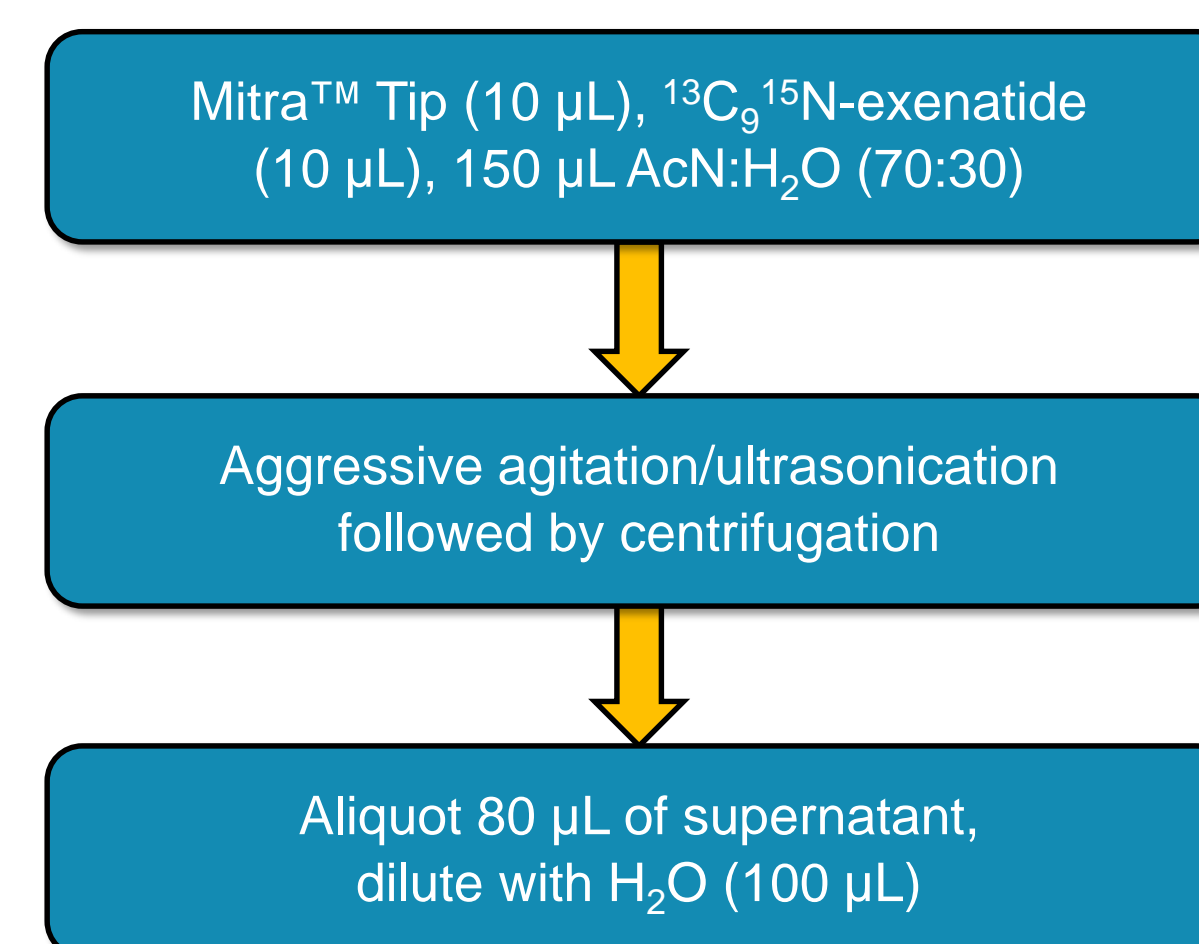 Mitra™ Tip (10 µL), ¹³C₉¹⁵N-exenatide
(10 µL), 150 µL AcN:H₂O (70:30)
Aggressive agitation/ultrasonication
followed by centrifugation
Aliquot 80 µL of supernatant,
dilute with H₂O (100 µL)